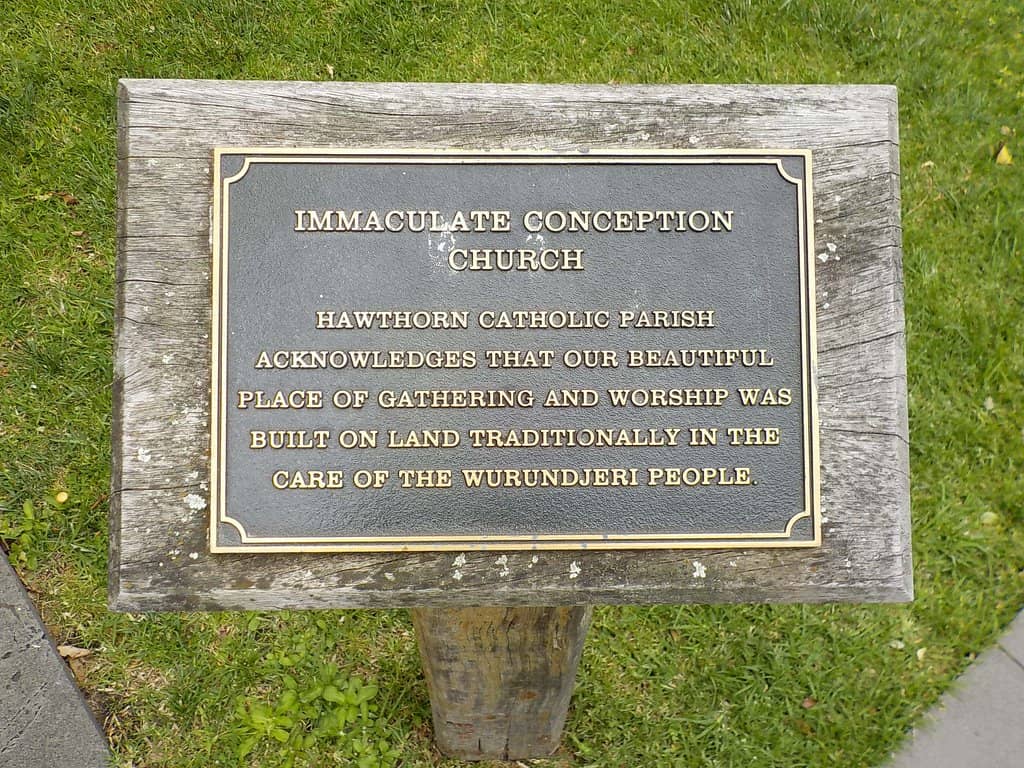 IMMACULATE CONCEPTION
CHURCH
HAWTHORN CATHOLIC PARISH
ACKNOWLEDGES THAT OUR BEAUTIFUL
PLACE OF GATHERING AND WORSHIP WAS
BUILT ON LAND TRADITIONALLY IN THE
CARE OF THE WURUNDJERI PEOPLE.